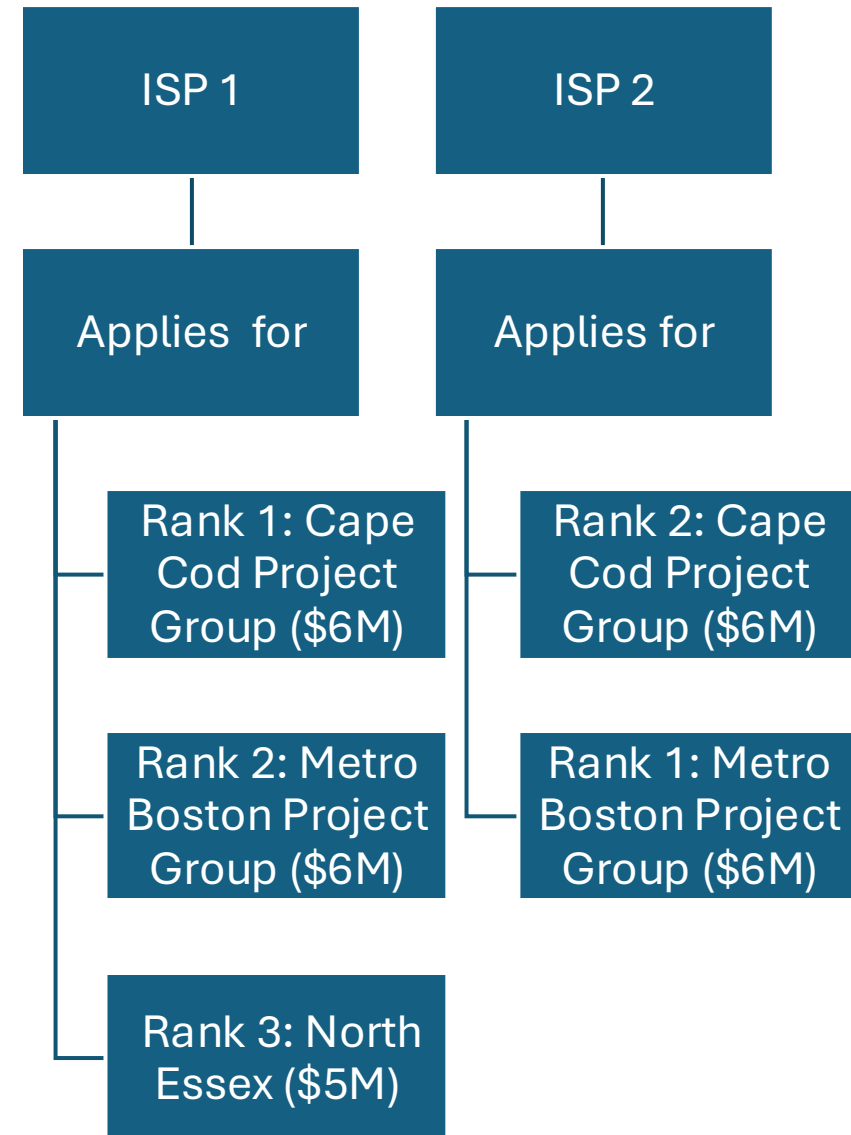 ISP 1
Applies for
Rank 1: Cape
Cod Project
Group ($6M)
Rank 2: Metro
Boston Project
Group ($6M)
Rank 3: North
Essex ($5M)
ISP 2
Applies for
Rank 2: Cape
Cod Project
Group ($6M)
Rank 1: Metro
Boston Project
Group ($6M)